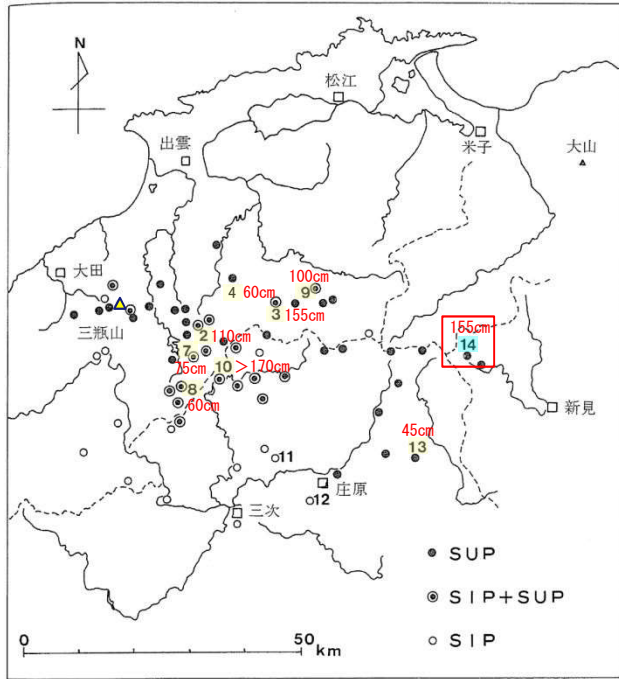 N
松江
米子
大山
出雲
大田
三瓶山
4 60cm
100cm
9
3 155cm
2 110cm
7
75cm
10 >170cm
8
60cm
155cm
14
新見
45cm
13
11
12
庄原
三次
SUP
SIP+SUP
SIP
0 50
km